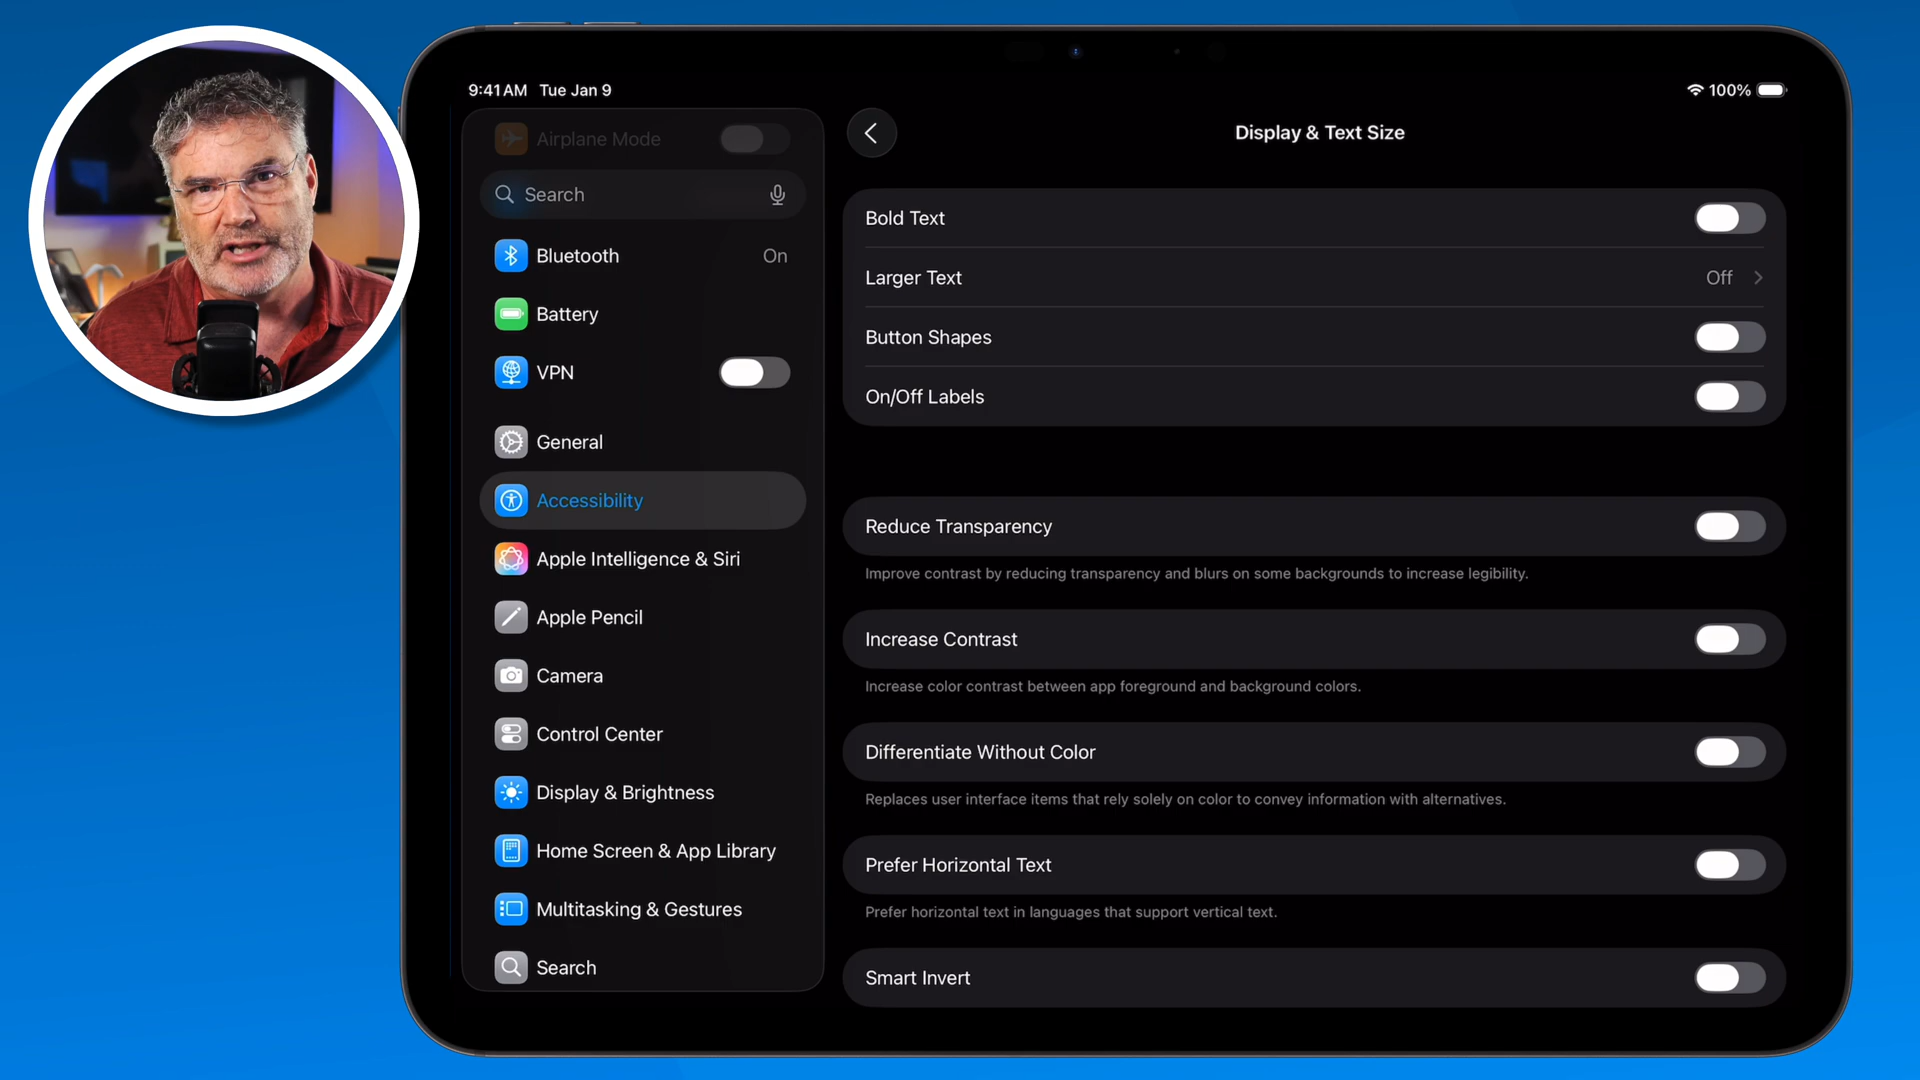 9:41 AM Tue Jan 9
100%
Airplane Mode
Search
Bluetooth On
Battery
VPN
General
Accessibility
Apple Intelligence & Siri
Apple Pencil
Camera
Control Center
Display & Brightness
Home Screen & App Library
Multitasking & Gestures
Search
Display & Text Size
Bold Text
Larger Text Off
Button Shapes
On/Off Labels
Reduce Transparency
Improve contrast by reducing transparency and blurs on some backgrounds to increase legibility.
Increase Contrast
Increase color contrast between app foreground and background colors.
Differentiate Without Color
Replaces user interface items that rely solely on color to convey information with alternatives.
Prefer Horizontal Text
Prefer horizontal text in languages that support vertical text.
Smart Invert